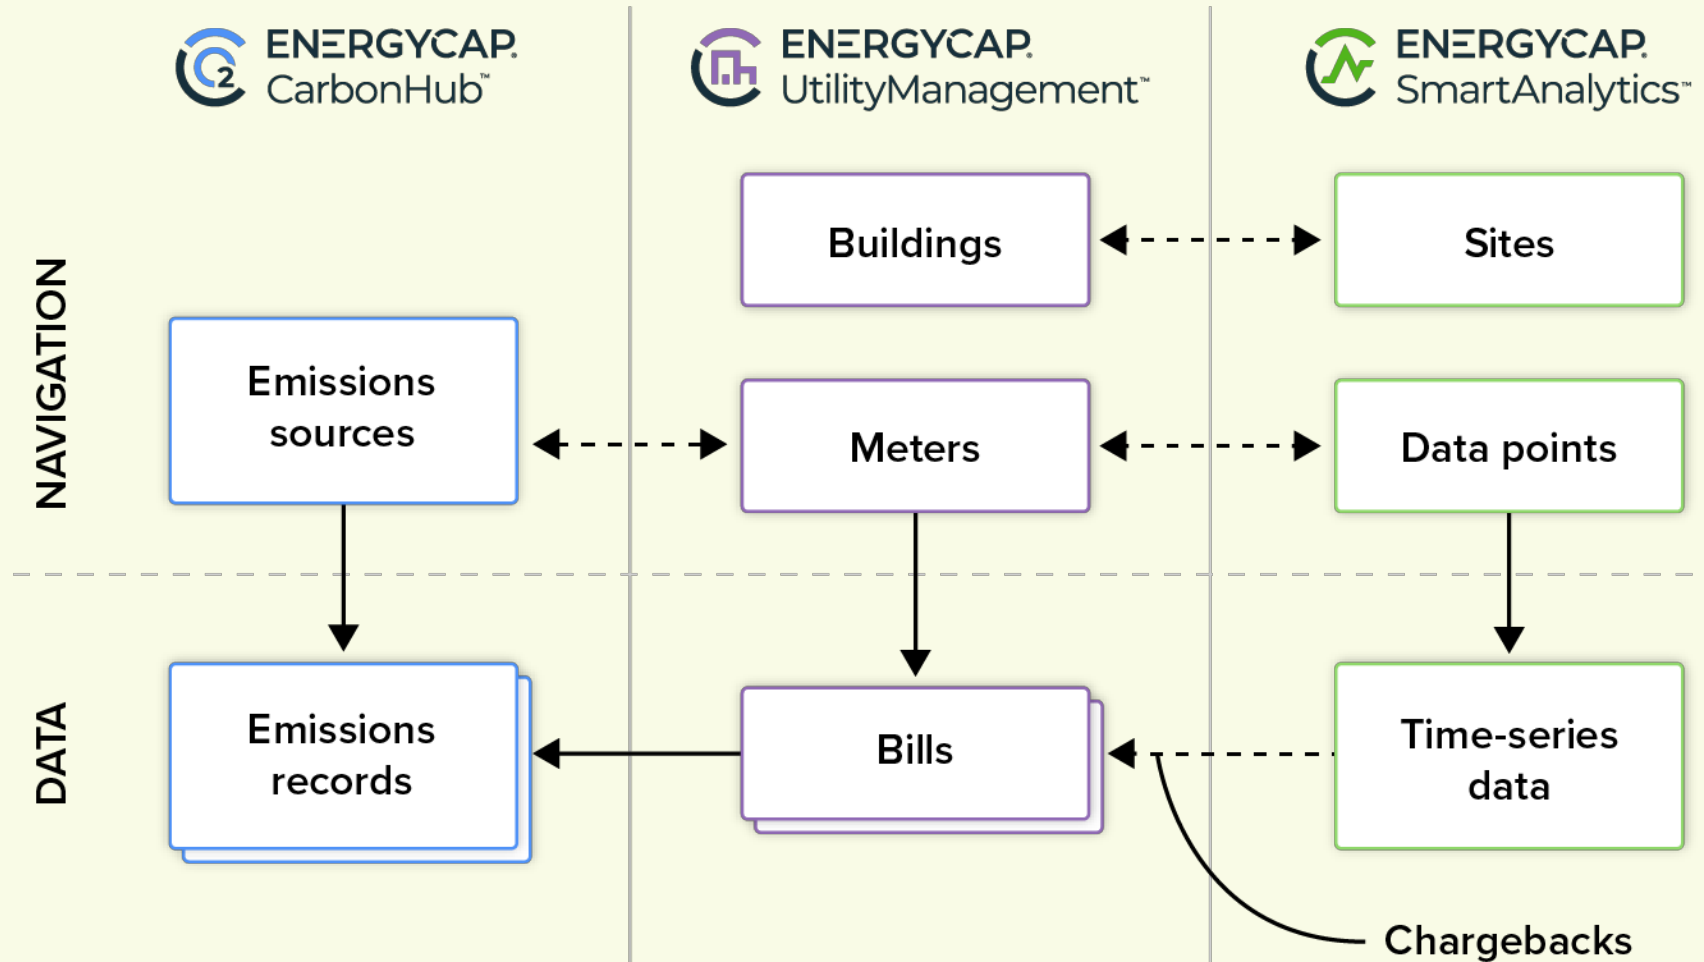 ENERGYCAP®
CarbonHub™
ENERGYCAP®
UtilityManagement™
ENERGYCAP®
SmartAnalytics™
NAVIGATION
Buildings
Sites
Emissions
sources
Meters
Data points
DATA
Emissions
records
Bills
Time-series
data
Chargebacks